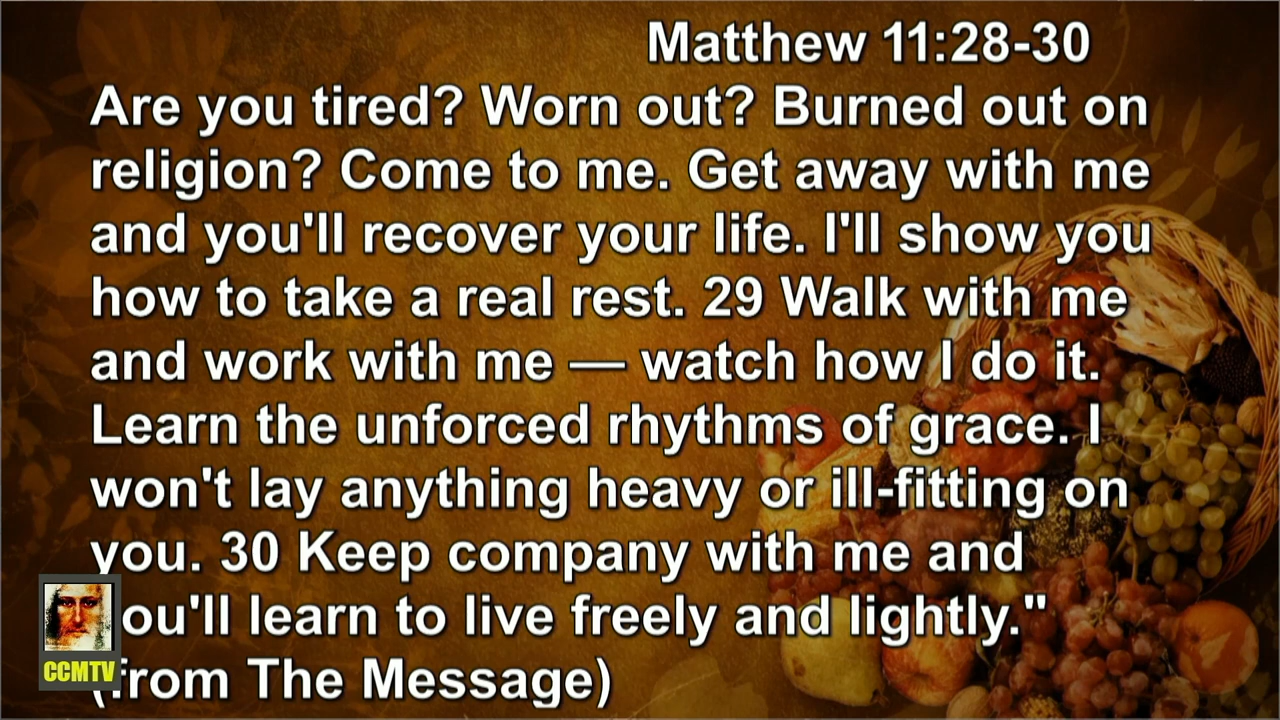 Matthew 11:28-30
Are you tired? Worn out? Burned out on
religion? Come to me. Get away with me
and you'll recover your life. I'll show you
how to take a real rest. 29 Walk with me
and work with me — watch how I do it.
Learn the unforced rhythms of grace. I
won't lay anything heavy or ill-fitting on
you. 30 Keep company with me and
you'll learn to live freely and lightly."
(from The Message)
CCMTV